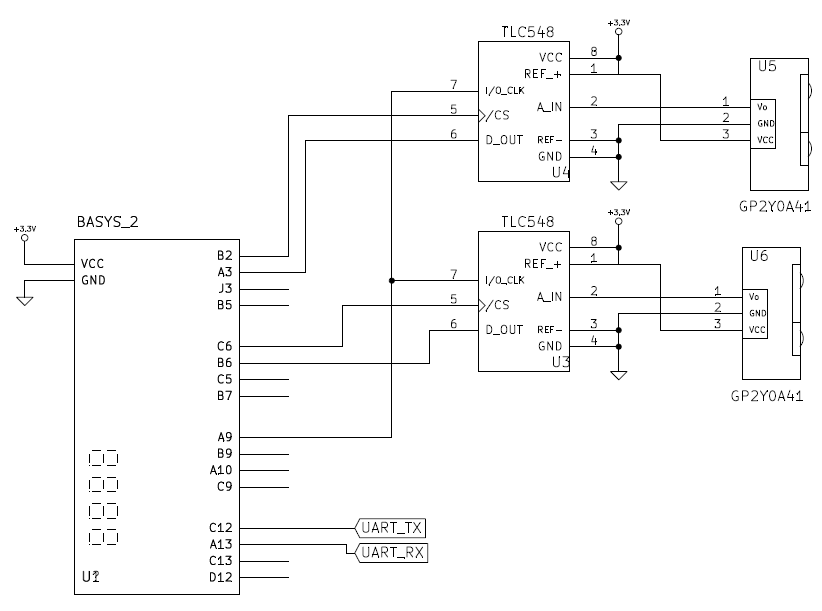 BASYS_2
+3,3V
VCC
GND
B2
A3
J3
B5
C6
B6
C5
B7
A9
B9
A10
C9
C12
A13
C13
D12
U1
UART_TX
UART_RX
TLC548
7 I/O_CLK
5 /CS
6 D_OUT
VCC 8
REF_+ 1
A_IN 2
REF- 3
GND 4
U4
+3,3V
U5
1 Vo
2 GND
3 VCC
GP2Y0A41
TLC548
7 I/O_CLK
5 /CS
6 D_OUT
VCC 8
REF_+ 1
A_IN 2
REF- 3
GND 4
U3
+3,3V
U6
1 Vo
2 GND
3 VCC
GP2Y0A41